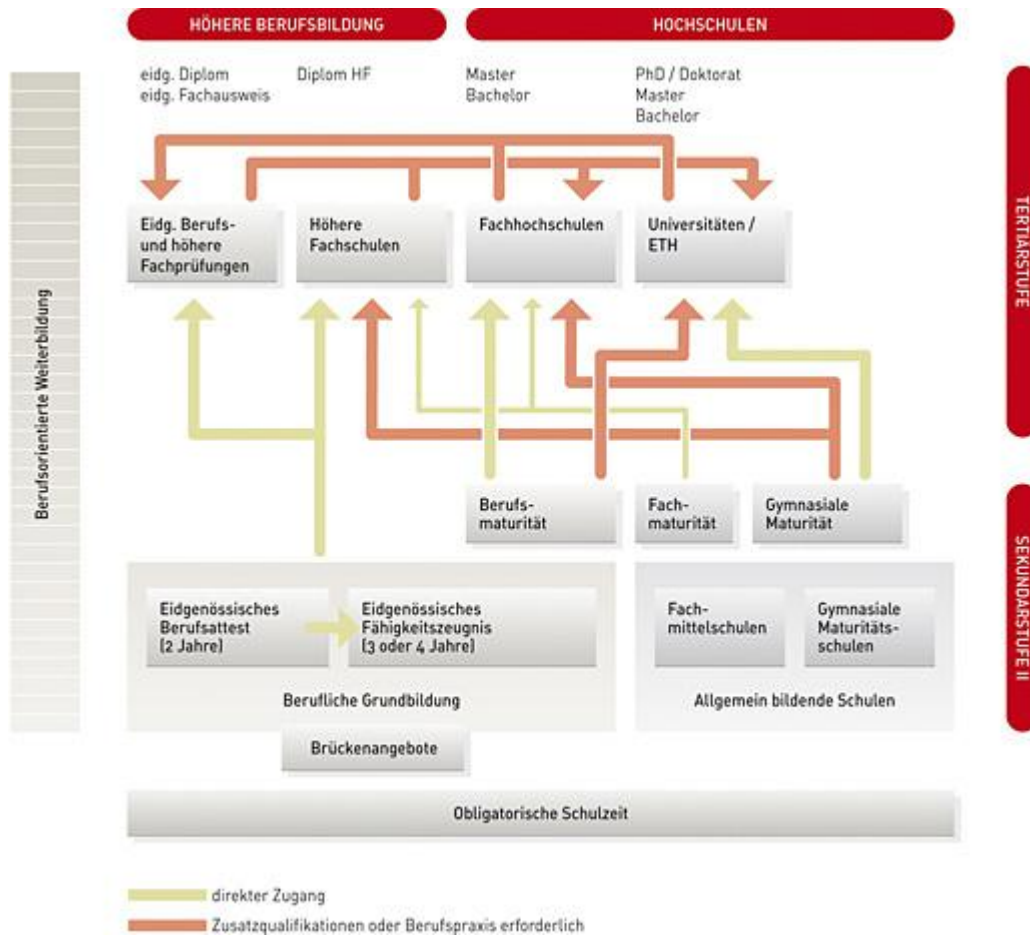 HÖHERE BERUFSBILDUNG
HOCHSCHULEN
eidg. Diplom
eidg. Fachausweis
Diplom HF
Master
Bachelor
PhD / Doktorat
Master
Bachelor
Eidg. Berufs-
und höhere
Fachprüfungen
Höhere
Fachschulen
Fachhochschulen
Universitäten /
ETH
TERTIÄRSTUFE
Berufsorientierte Weiterbildung
Berufs-
maturität
Fach-
maturität
Gymnasiale
Maturität
SEKUNDARSTUFE II
Eidgenössisches
Berufsattest
(2 Jahre)
Eidgenössisches
Fähigkeitszeugnis
(3 oder 4 Jahre)
Fach-
mittelschulen
Gymnasiale
Maturitäts-
schulen
Berufliche Grundbildung
Allgemein bildende Schulen
Brückenangebote
Obligatorische Schulzeit
direkter Zugang
Zusatzqualifikationen oder Berufspraxis erforderlich